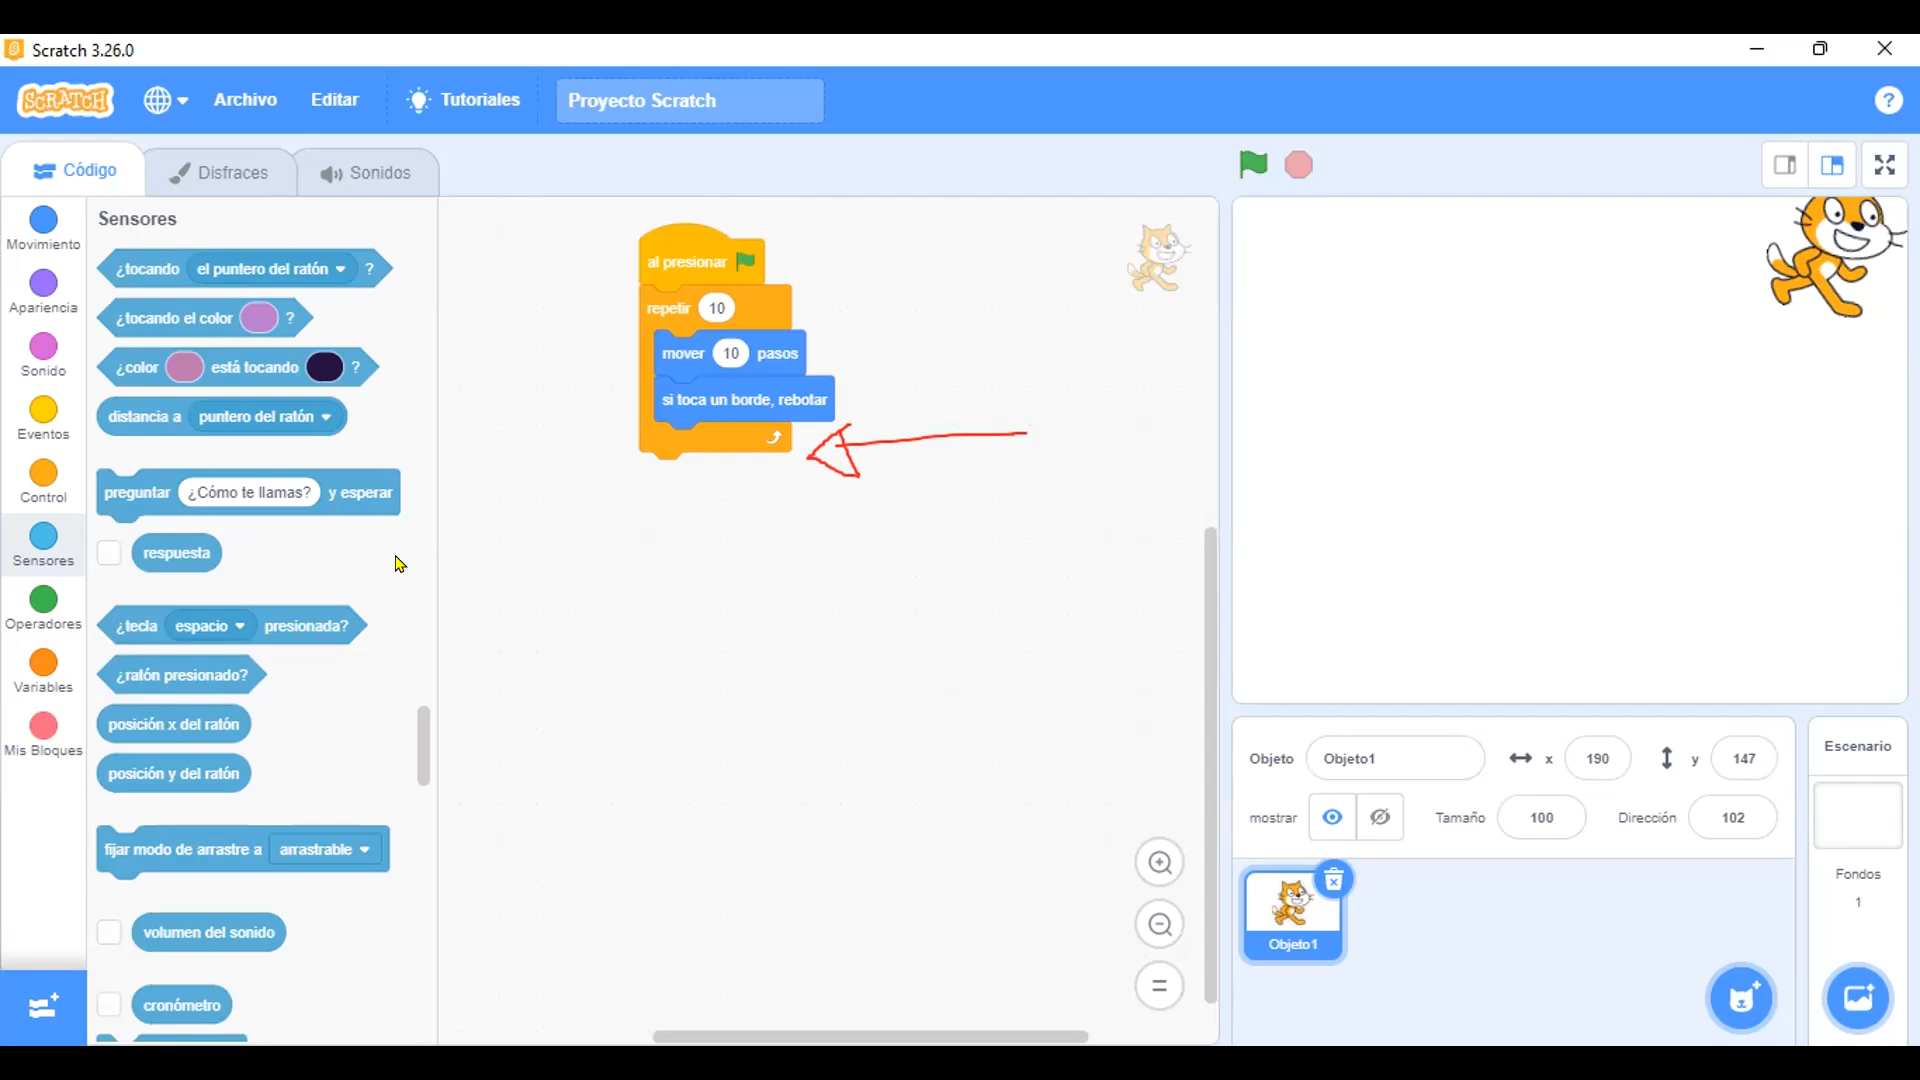 Scratch 3.26.0
SCRATCH Archivo Editar Tutoriales Proyecto Scratch ?
Código Disfraces Sonidos
Movimiento
Apariencia
Sonido
Eventos
Control
Sensores
Operadores
Variables
Mis Bloques
Sensores
¿tocando el puntero del ratón ?
¿tocando el color ?
¿color está tocando ?
distancia a puntero del ratón
preguntar ¿Cómo te llamas? y esperar
respuesta
¿tecla espacio presionada?
¿ratón presionado?
posición x del ratón
posición y del ratón
fijar modo de arrastre a arrastrable
volumen del sonido
cronómetro
al presionar
repetir 10
mover 10 pasos
si toca un borde, rebotar
Objeto Objeto1 x 190 y 147
mostrar Tamaño 100 Dirección 102
Objeto1
Escenario
Fondos
1